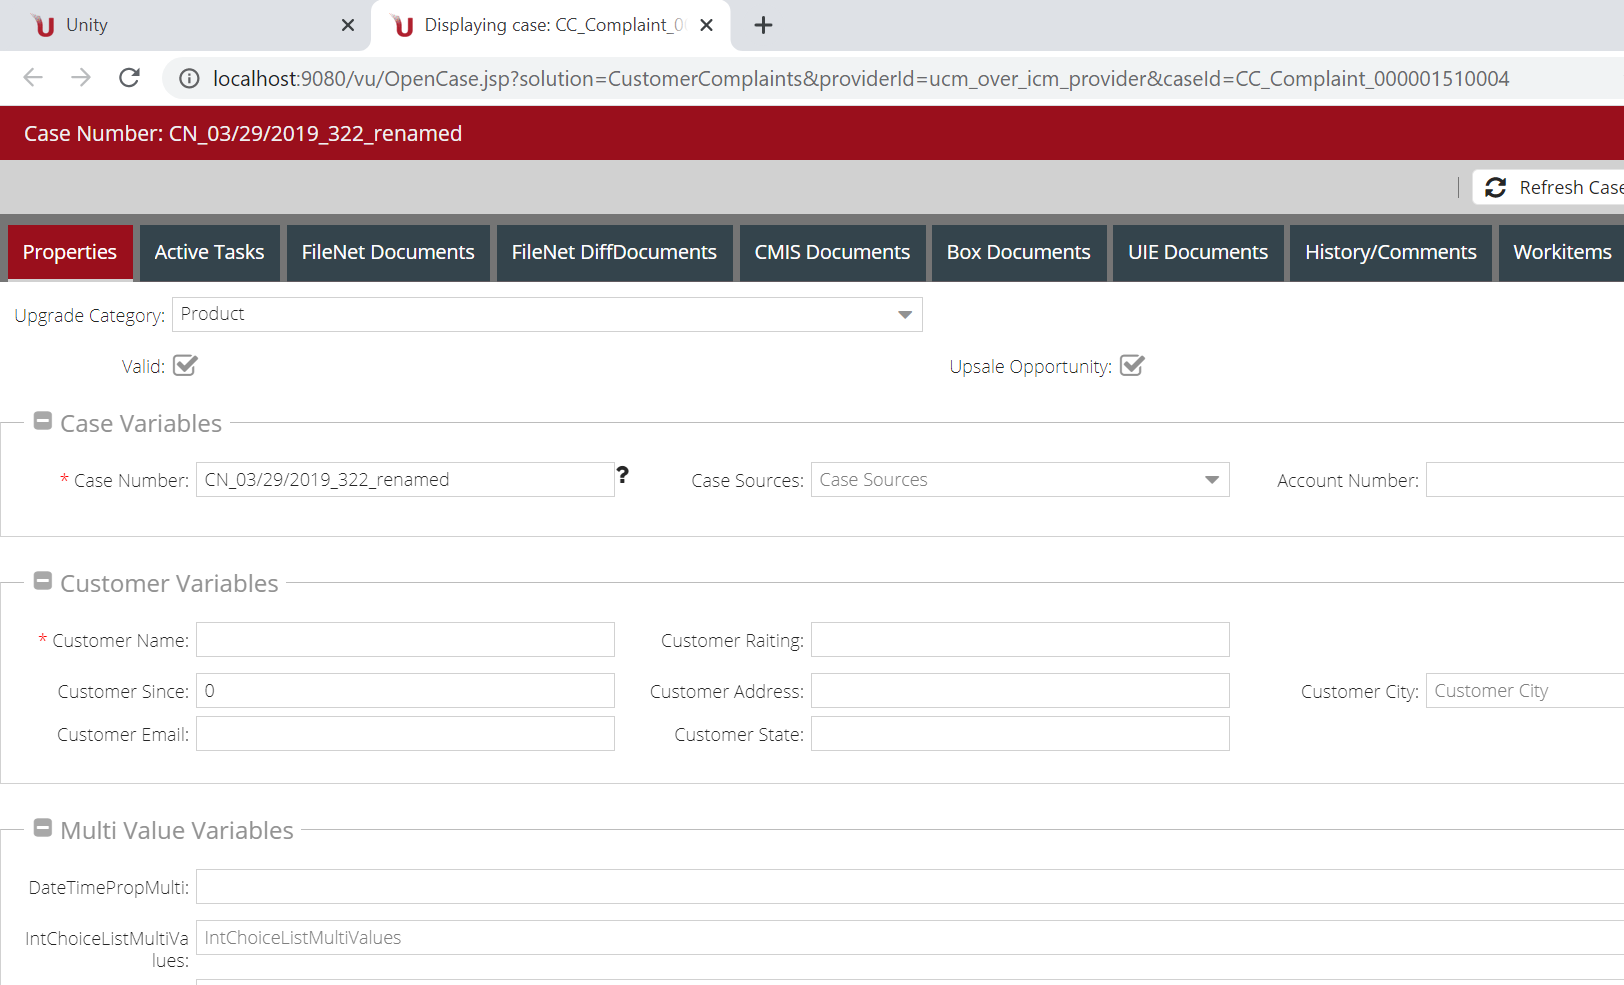 Unity
Displaying case: CC_Complaint_0
localhost:9080/vu/OpenCase.jsp?solution=CustomerComplaints&providerId=ucm_over_icm_provider&caseId=CC_Complaint_000001510004
Case Number: CN_03/29/2019_322_renamed
Refresh Case
Properties Active Tasks FileNet Documents FileNet DiffDocuments CMIS Documents Box Documents UIE Documents History/Comments Workitems
Upgrade Category: Product
Valid: Upsale Opportunity:
Case Variables
* Case Number: CN_03/29/2019_322_renamed ? Case Sources: Case Sources Account Number:
Customer Variables
* Customer Name: Customer Raiting:
Customer Since: 0 Customer Address: Customer City: Customer City
Customer Email: Customer State:
Multi Value Variables
DateTimePropMulti:
IntChoiceListMultiVa IntChoiceListMultiValues
lues: